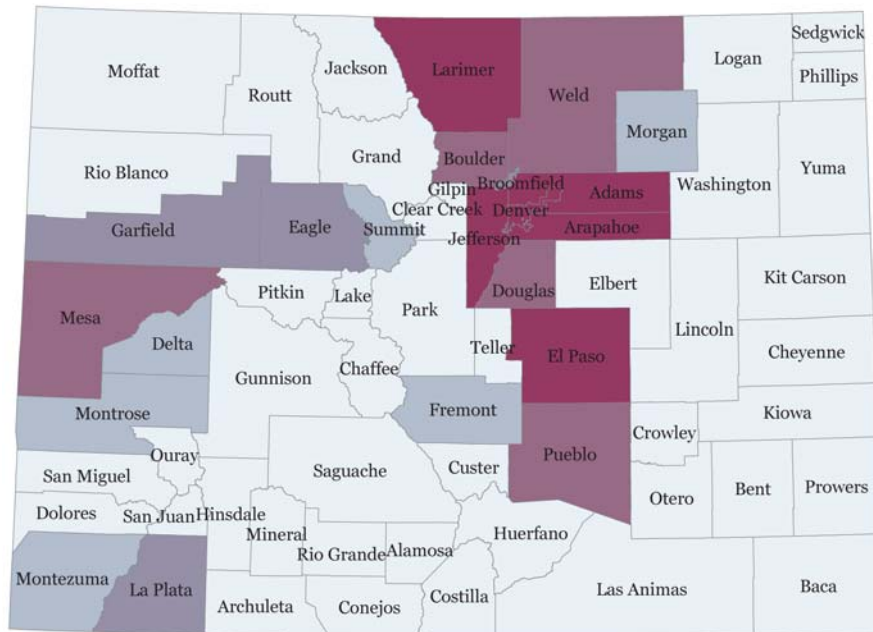 Sedgwick
Logan
Moffat
Jackson
Larimer
Phillips
Routt
Weld
Morgan
Grand
Boulder
Rio Blanco
Yuma
Washington
Gilpin
Broomfield
Adams
Clear Creek
Denver
Garfield
Eagle
Summit
Arapahoe
Jefferson
Kit Carson
Elbert
Pitkin
Lake
Douglas
Park
Mesa
Lincoln
Delta
Teller
El Paso
Cheyenne
Chaffee
Gunnison
Montrose
Fremont
Kiowa
Crowley
Ouray
Pueblo
San Miguel
Saguache
Custer
Otero
Bent
Prowers
Dolores
San Juan
Hinsdale
Mineral
Rio Grande
Alamosa
Huerfano
Montezuma
La Plata
Las Animas
Baca
Archuleta
Conejos
Costilla